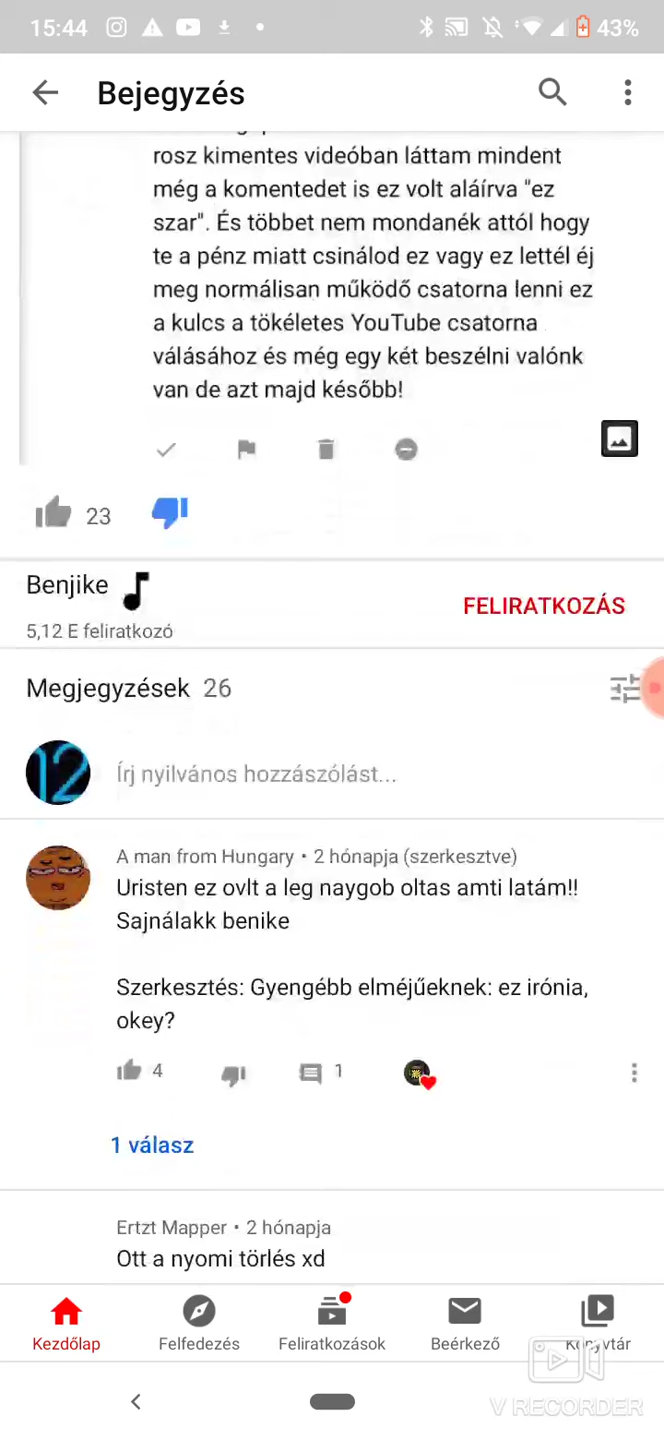 15:44
43%
Bejegyzés
rosz kimentes videóban láttam mindent
még a komentedet is ez volt aláírva "ez
szar". És többet nem mondanék attól hogy
te a pénz miatt csinálod ez vagy ez lettél éj
meg normálisan működő csatorna lenni ez
a kulcs a tökéletes YouTube csatorna
válásához és még egy két beszélni valónk
van de azt majd később!
23
Benjike
FELIRATKOZÁS
5,12 E feliratkozó
Megjegyzések 26
12
Írj nyilvános hozzászólást...
A man from Hungary • 2 hónapja (szerkesztve)
Uristen ez ovlt a leg naygob oltas amti latám!!
Sajnálakk benike
Szerkesztés: Gyengébb elméjűeknek: ez irónia,
okey?
4
1
1 válasz
Ertzt Mapper • 2 hónapja
Ott a nyomi törlés xd
Kezdőlap
Felfedezés
Feliratkozások
Beérkező
Könyvtár
V RECORDER